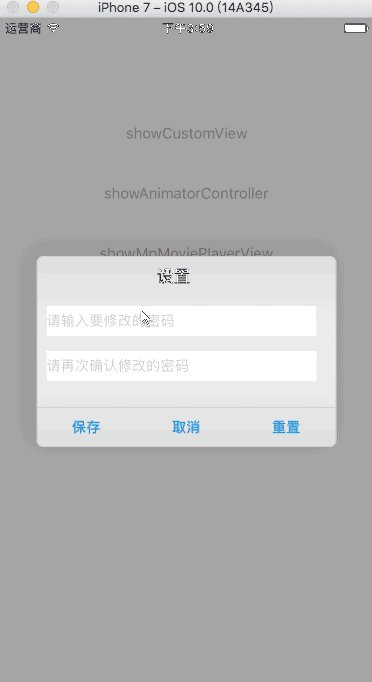 iPhone 7 – iOS 10.0 (14A345)
运营商 下午3:59
showCustomView
showAnimatorController
showMpMoviePlayerView
设置
请输入要修改的密码
请再次确认修改的密码
保存 取消 重置